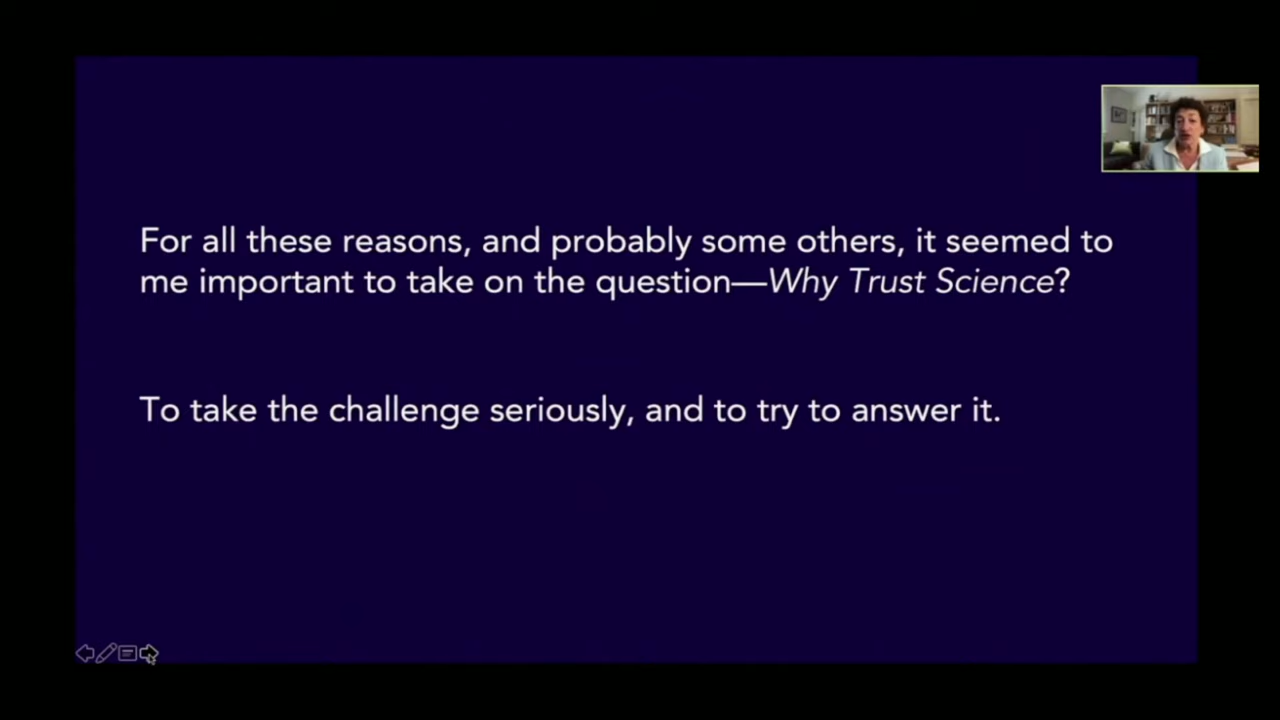 For all these reasons, and probably some others, it seemed to
me important to take on the question—Why Trust Science?
To take the challenge seriously, and to try to answer it.